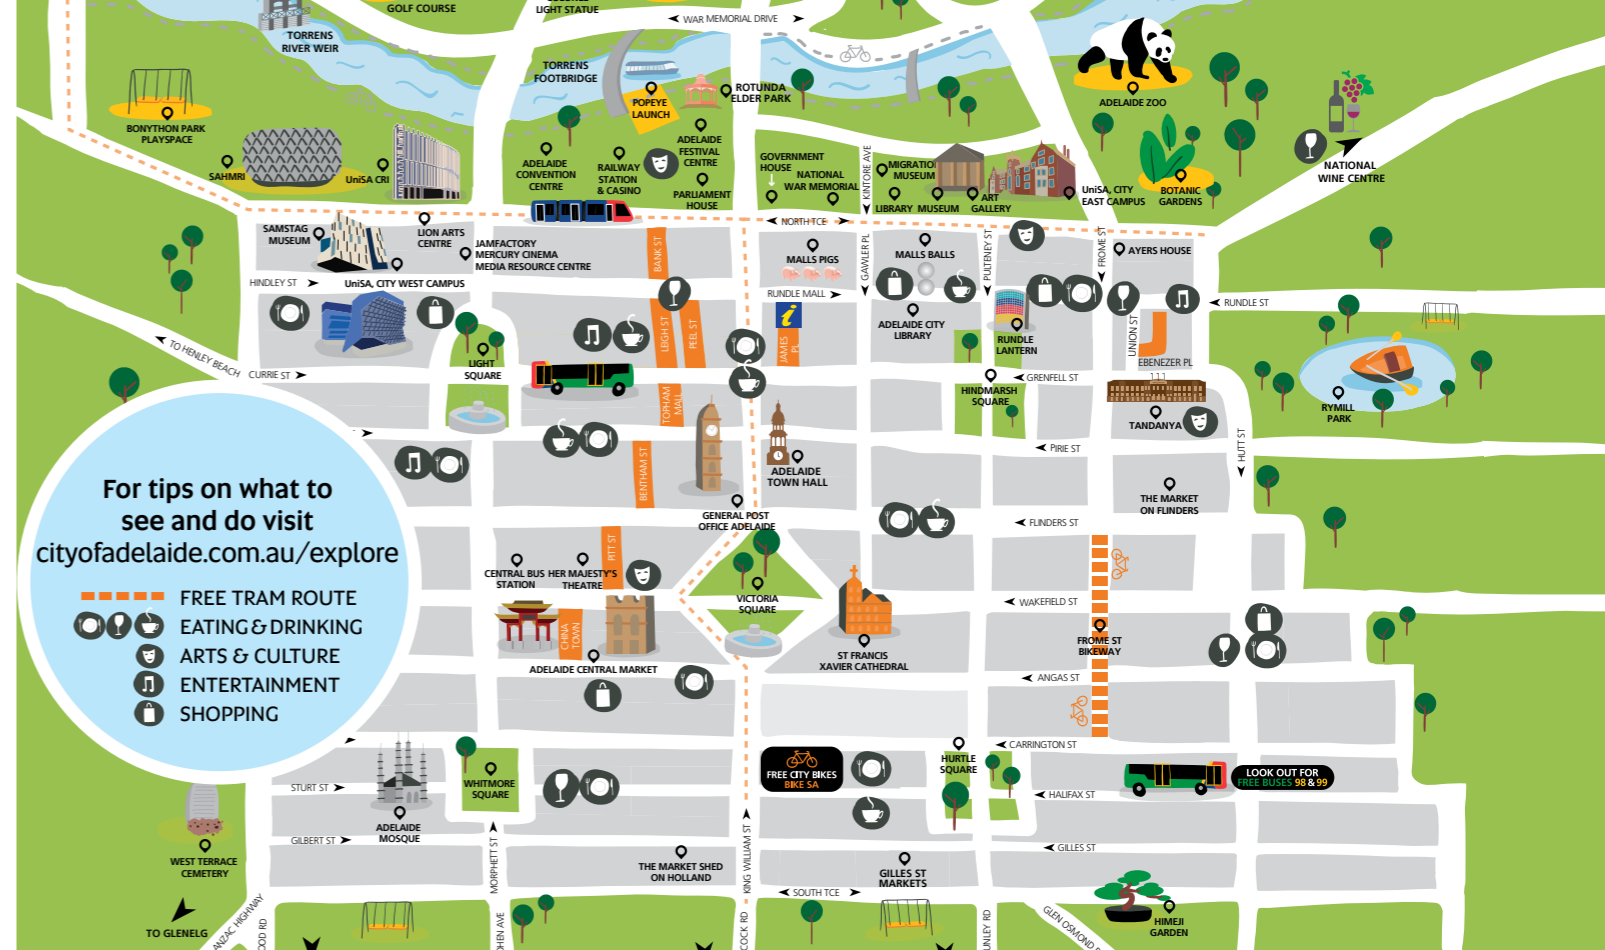 GOLF COURSE
LIGHT STATUE
WAR MEMORIAL DRIVE
TORRENS
RIVER WEIR
TORRENS
FOOTBRIDGE
POPEYE
LAUNCH
ROTUNDA
ELDER PARK
ADELAIDE ZOO
BONYTHON PARK
PLAYSPACE
SAHMRI
UniSA CRI
ADELAIDE
CONVENTION
CENTRE
RAILWAY
STATION
& CASINO
ADELAIDE
FESTIVAL
CENTRE
PARLIAMENT
HOUSE
GOVERNMENT
HOUSE
NATIONAL
WAR MEMORIAL
KINTORE AVE
MIGRATION
MUSEUM
LIBRARY
MUSEUM
ART
GALLERY
UniSA, CITY
EAST CAMPUS
BOTANIC
GARDENS
NATIONAL
WINE CENTRE
NORTH TCE
SAMSTAG
MUSEUM
LION ARTS
CENTRE
JAMFACTORY
MERCURY CINEMA
MEDIA RESOURCE CENTRE
BANK ST
MALLS PIGS
GAWLER PL
MALLS BALLS
PULTENEY ST
FROME ST
AYERS HOUSE
HINDLEY ST
UniSA, CITY WEST CAMPUS
RUNDLE MALL
RUNDLE ST
LEIGH ST
PEEL ST
i
JAMES
PL
ADELAIDE CITY
LIBRARY
RUNDLE
LANTERN
UNION ST
EBENEZER PL
TO HENLEY BEACH
CURRIE ST
LIGHT
SQUARE
GRENFELL ST
HINDMARSH
SQUARE
TOPHAM
MALL
TANDANYA
RYMILL
PARK
HUTT ST
PIRIE ST
BENTHAM ST
ADELAIDE
TOWN HALL
THE MARKET
ON FLINDERS
GENERAL POST
OFFICE ADELAIDE
FLINDERS ST
For tips on what to
see and do visit
cityofadelaide.com.au/explore
FREE TRAM ROUTE
EATING & DRINKING
ARTS & CULTURE
ENTERTAINMENT
SHOPPING
PITT ST
CENTRAL BUS
STATION
HER MAJESTY'S
THEATRE
VICTORIA
SQUARE
WAKEFIELD ST
CHINA
TOWN
FROME ST
BIKEWAY
ST FRANCIS
XAVIER CATHEDRAL
ADELAIDE CENTRAL MARKET
ANGAS ST
CARRINGTON ST
HURTLE
SQUARE
FREE CITY BIKES
BIKE SA
LOOK OUT FOR
FREE BUSES 98 & 99
WHITMORE
SQUARE
STURT ST
HALIFAX ST
ADELAIDE
MOSQUE
GILBERT ST
MORPHETT ST
KING WILLIAM ST
GILLES ST
WEST TERRACE
CEMETERY
THE MARKET SHED
ON HOLLAND
GILLES ST
MARKETS
SOUTH TCE
TO GLENELG
ANZAC HIGHWAY
GLEN OSMOND
HIMEJI
GARDEN